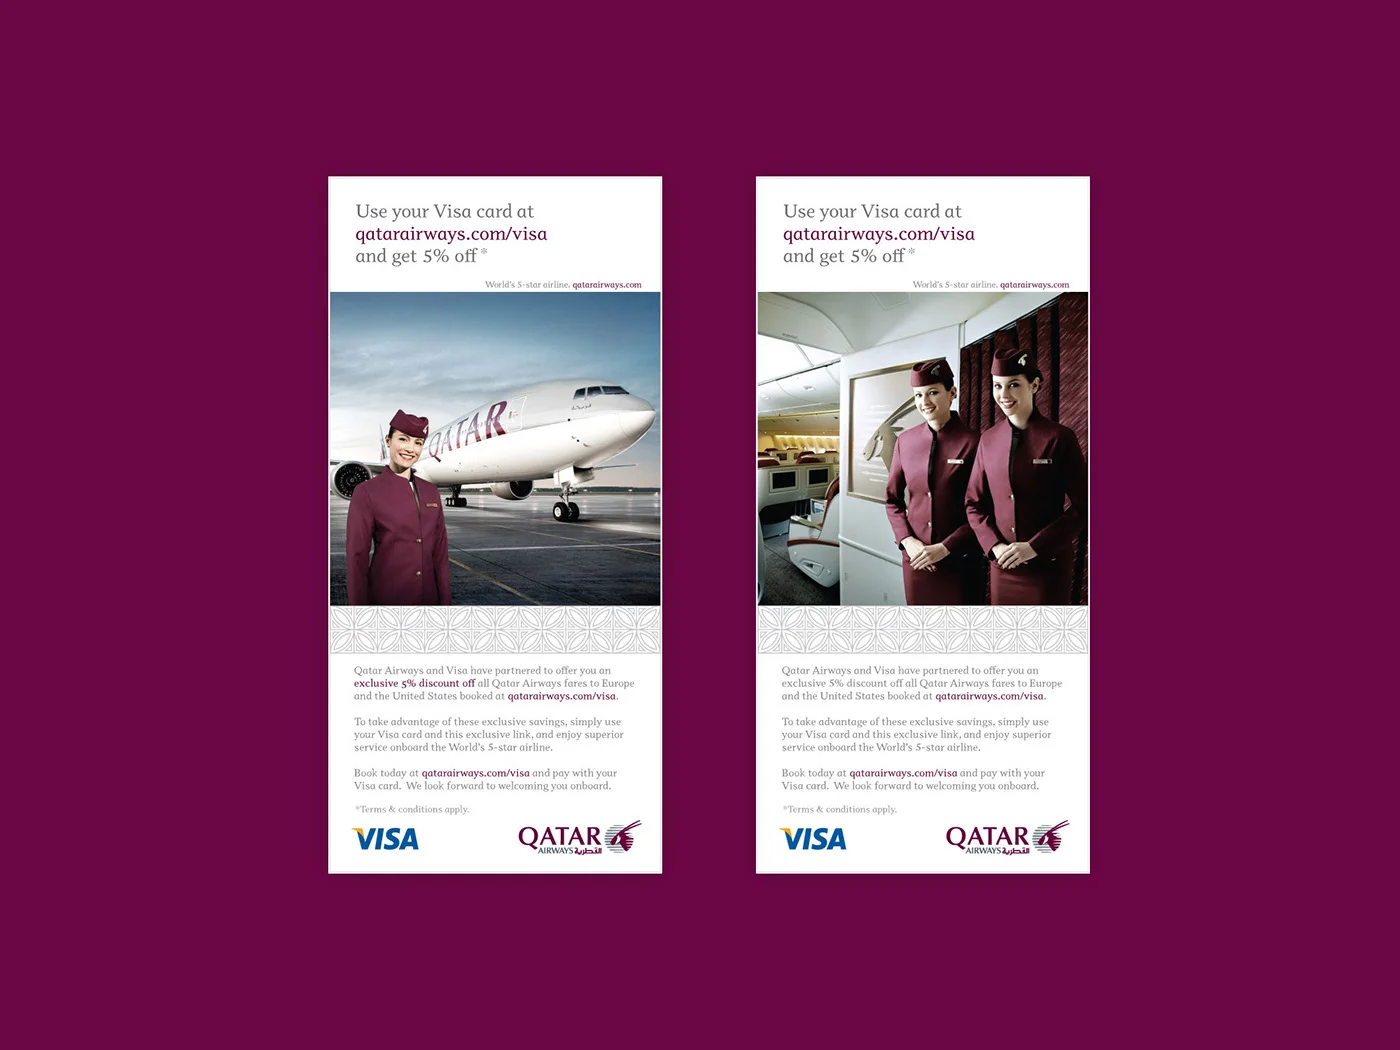 Use your Visa card at
qatarairways.com/visa
and get 5% off *
World's 5-star airline. qatarairways.com
QATAR
Qatar Airways and Visa have partnered to offer you an
exclusive 5% discount off all Qatar Airways fares to Europe
and the United States booked at qatarairways.com/visa.
To take advantage of these exclusive savings, simply use
your Visa card and this exclusive link, and enjoy superior
service onboard the World's 5-star airline.
Book today at qatarairways.com/visa and pay with your
Visa card. We look forward to welcoming you onboard.
*Terms & conditions apply.
VISA
QATAR
AIRWAYS القطرية
Use your Visa card at
qatarairways.com/visa
and get 5% off *
World's 5-star airline. qatarairways.com
Qatar Airways and Visa have partnered to offer you an
exclusive 5% discount off all Qatar Airways fares to Europe
and the United States booked at qatarairways.com/visa.
To take advantage of these exclusive savings, simply use
your Visa card and this exclusive link, and enjoy superior
service onboard the World's 5-star airline.
Book today at qatarairways.com/visa and pay with your
Visa card. We look forward to welcoming you onboard.
*Terms & conditions apply.
VISA
QATAR
AIRWAYS القطرية